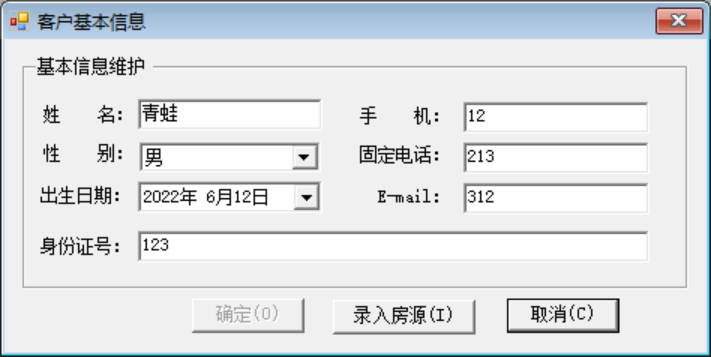 客户基本信息
基本信息维护
姓 名: 青蛙 手 机: 12
性 别: 男 固定电话: 213
出生日期: 2022年 6月12日 E-mail: 312
身份证号: 123
确定(O) 录入房源(I) 取消(C)